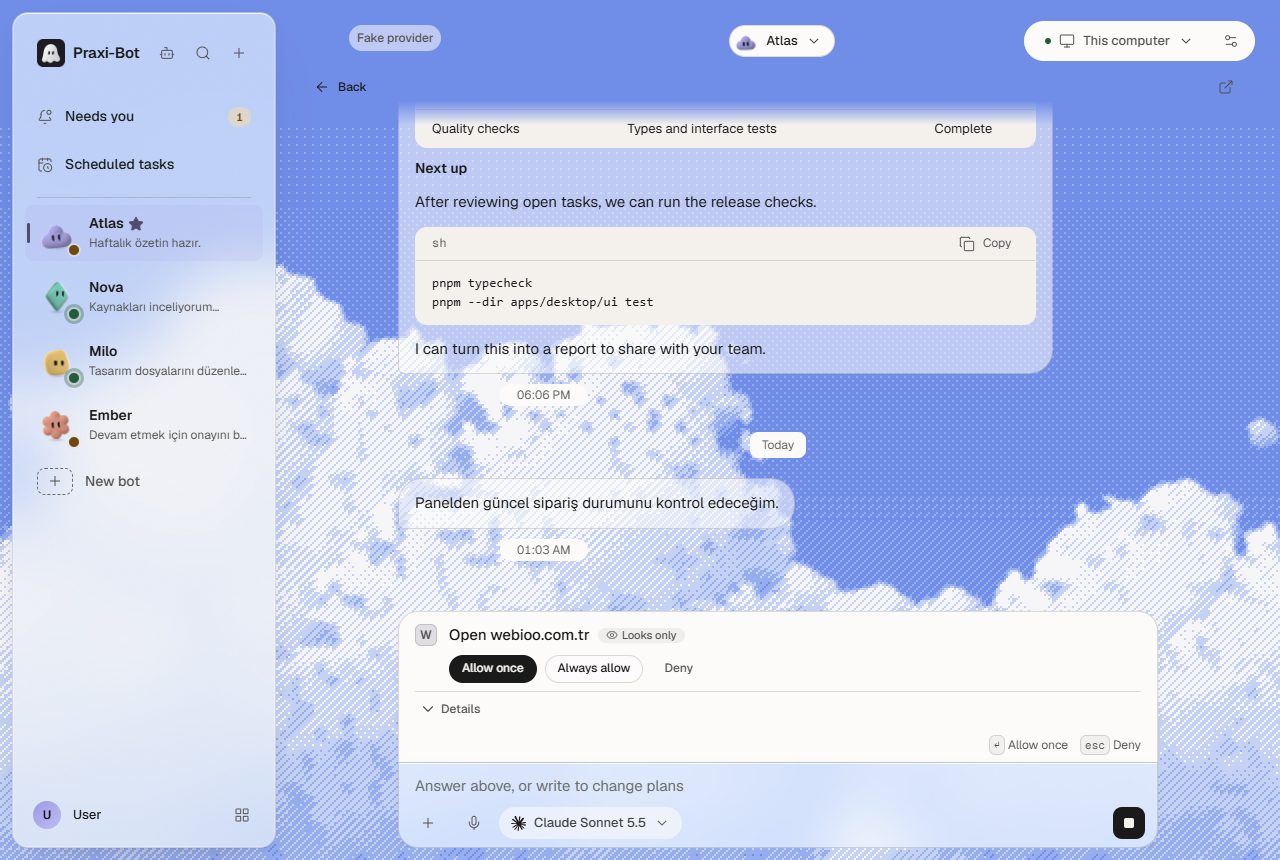 Praxi-Bot
Needs you
1
Scheduled tasks
Atlas
Haftalık özetin hazır.
Nova
Kaynakları inceliyorum…
Milo
Tasarım dosyalarını düzenle…
Ember
Devam etmek için onayını b…
New bot
U
User
Fake provider
Atlas
This computer
Back
Quality checks Types and interface tests Complete
Next up
After reviewing open tasks, we can run the release checks.
sh
Copy
pnpm typecheck
pnpm --dir apps/desktop/ui test
I can turn this into a report to share with your team.
06:06 PM
Today
Panelden güncel sipariş durumunu kontrol edeceğim.
01:03 AM
W
Open webioo.com.tr
Looks only
Allow once
Always allow
Deny
Details
Allow once
esc Deny
Answer above, or write to change plans
Claude Sonnet 5.5